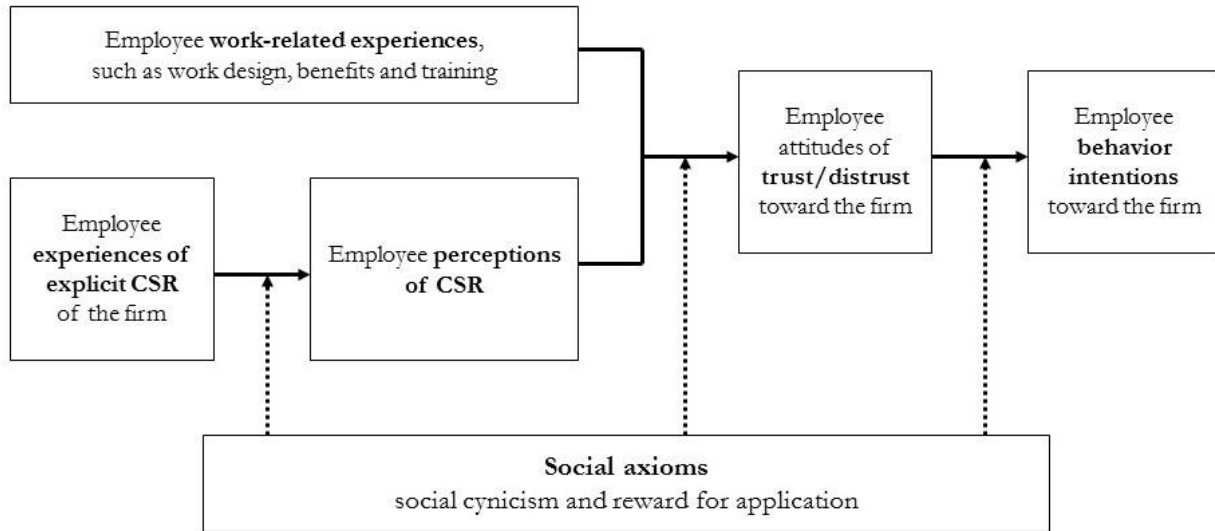 Employee work-related experiences,
such as work design, benefits and training
Employee
experiences of
explicit CSR
of the firm
Employee perceptions
of CSR
Employee
attitudes of
trust/distrust
toward the firm
Employee
behavior
intentions
toward the firm
Social axioms
social cynicism and reward for application